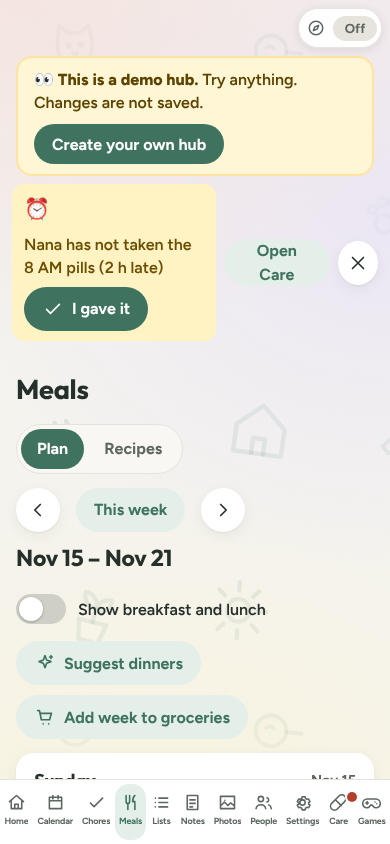 Off
👀 This is a demo hub. Try anything.
Changes are not saved.
Create your own hub
⏰
Nana has not taken the
8 AM pills (2 h late)
I gave it
Open
Care
Meals
Plan Recipes
This week
Nov 15 – Nov 21
Show breakfast and lunch
Suggest dinners
Add week to groceries
Sunday Nov 15
Home Calendar Chores Meals Lists Notes Photos People Settings Care Games